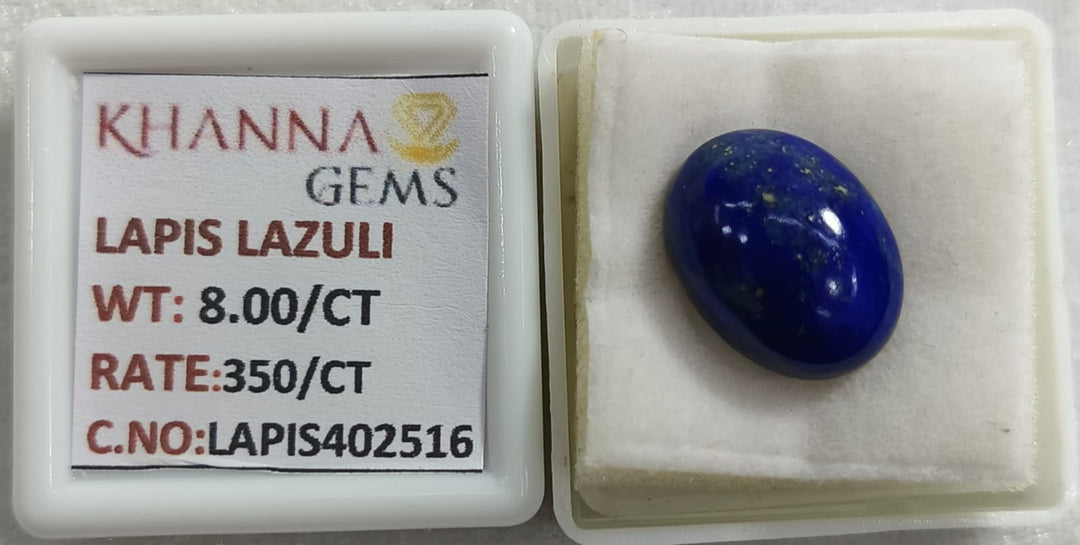 KHANNA
GEMS
LAPIS LAZULI
WT: 8.00/CT
RATE:350/CT
C.NO:LAPIS402516